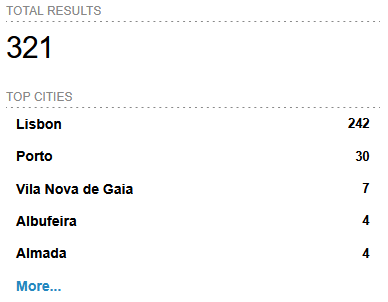 TOTAL RESULTS
321
TOP CITIES
Lisbon 242
Porto 30
Vila Nova de Gaia 7
Albufeira 4
Almada 4
More...